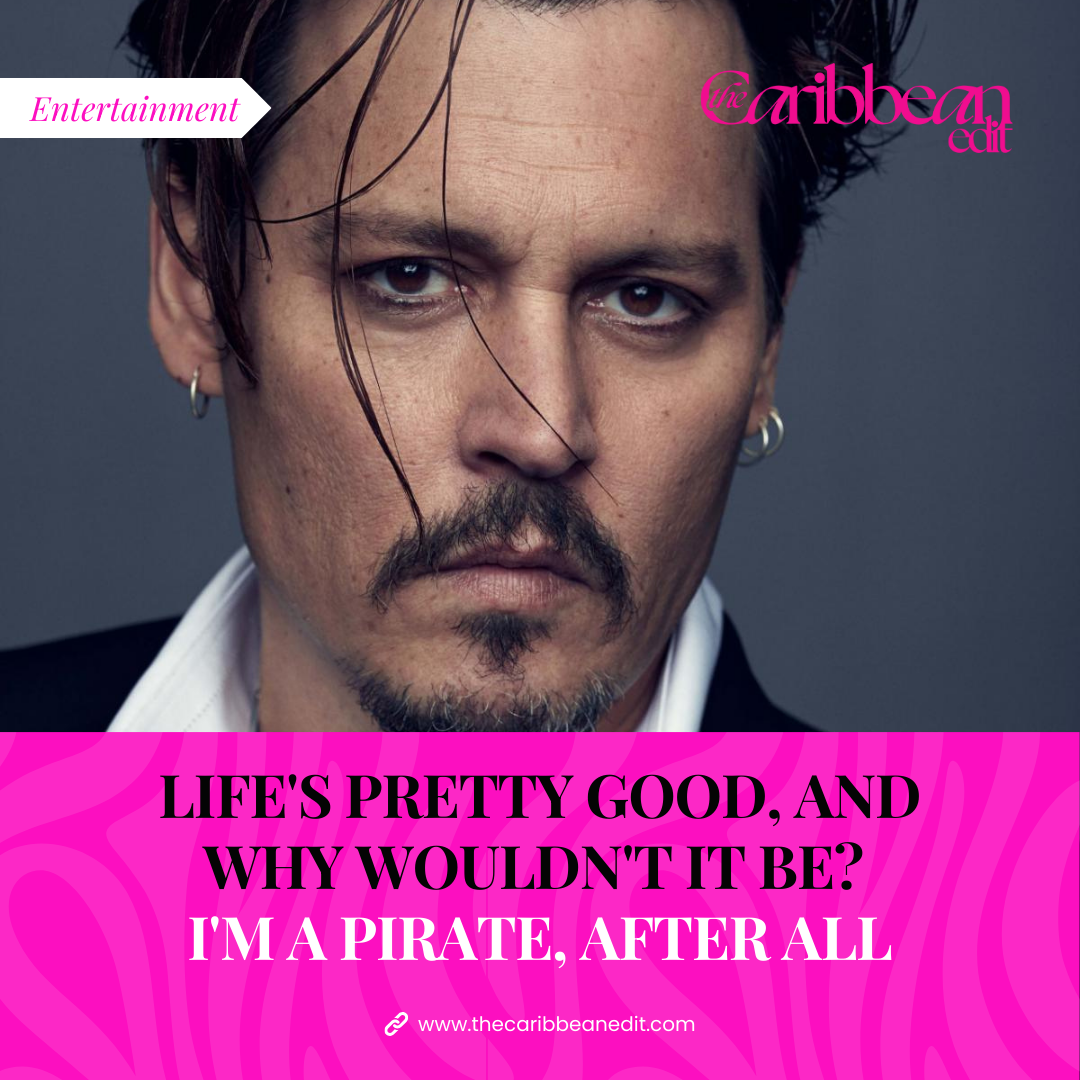 Entertainment
the Caribbean
edit
LIFE'S PRETTY GOOD, AND
WHY WOULDN'T IT BE?
I'M A PIRATE, AFTER ALL
www.thecaribbeanedit.com